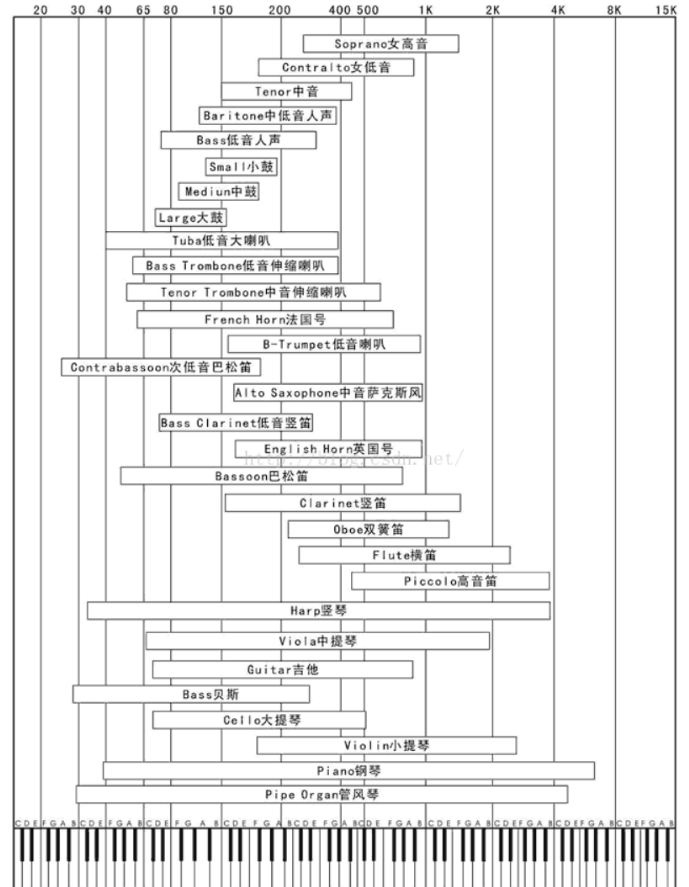 20 30 40 65 80 150 200 400 500 1K 2K 4K 8K 15K
Soprano女高音
Contralto女低音
Tenor中音
Baritone中低音人声
Bass低音人声
Small小鼓
Mediun中鼓
Large大鼓
Tuba低音大喇叭
Bass Trombone低音伸缩喇叭
Tenor Trombone中音伸缩喇叭
French Horn法国号
B-Trumpet低音喇叭
Contrabassoon次低音巴松笛
Alto Saxophone中音萨克斯风
Bass Clarinet低音竖笛
English Horn英国号
http://blog.csdn.net/
Bassoon巴松笛
Clarinet竖笛
Oboe双簧笛
Flute横笛
Piccolo高音笛
Harp竖琴
Viola中提琴
Guitar吉他
Bass贝斯
Cello大提琴
Violin小提琴
Piano钢琴
Pipe Organ管风琴
C D E F G A B C D E F G A B C D E F G A B C D E F G A B C D E F G A B C D E F G A B C D E F G A B C D E F G A B C D E F G A B